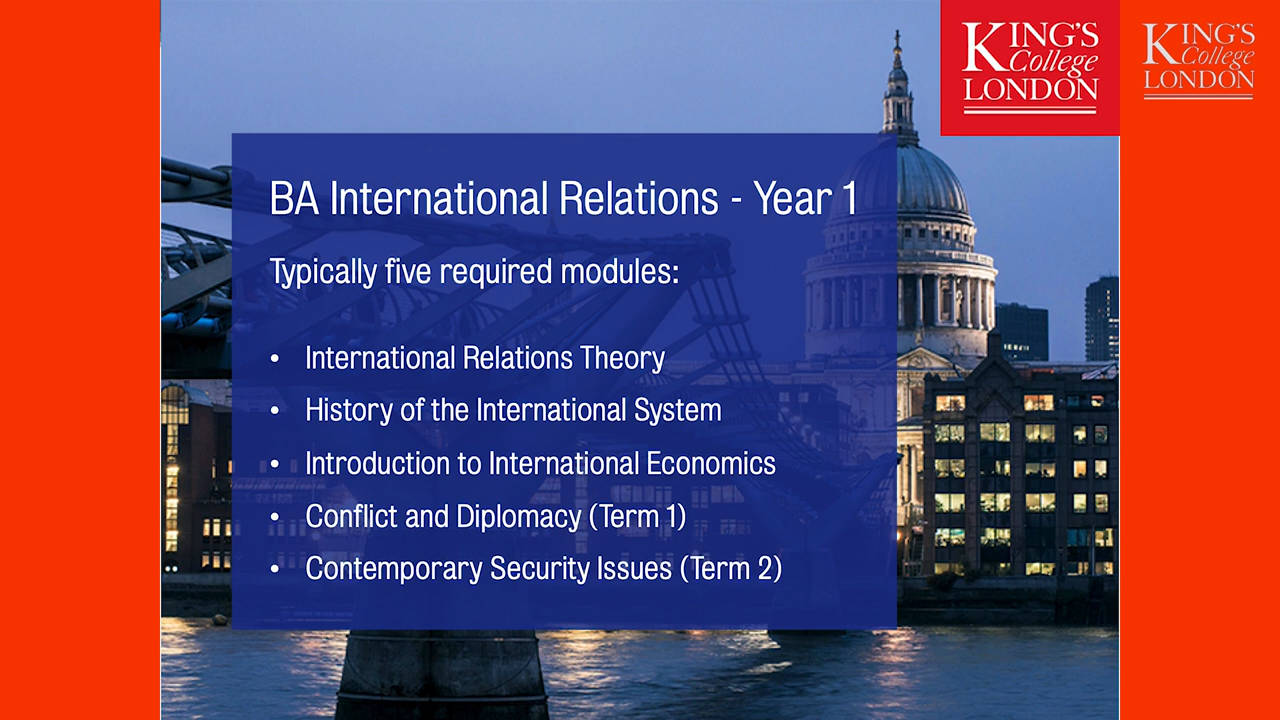 KING'S
College
LONDON
KING'S
College
LONDON
BA International Relations - Year 1
Typically five required modules:
• International Relations Theory
• History of the International System
• Introduction to International Economics
• Conflict and Diplomacy (Term 1)
• Contemporary Security Issues (Term 2)